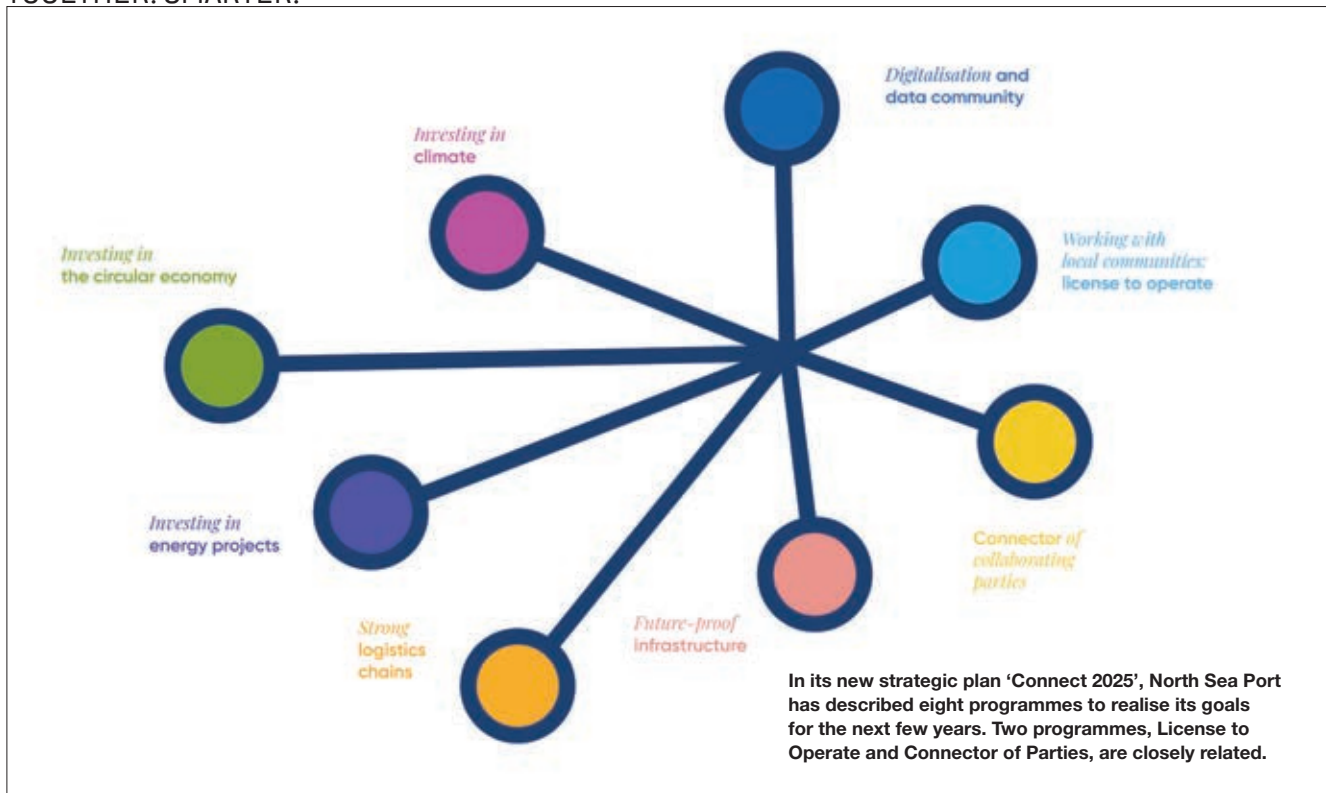 TOGETHER. SMARTER.
Digitalisation and
data community
Investing in
climate
Working with
local communities:
license to operate
Investing in
the circular economy
Connector of
collaborating
parties
Investing in
energy projects
Strong
logistics
chains
Future-proof
infrastructure
In its new strategic plan ‘Connect 2025’, North Sea Port
has described eight programmes to realise its goals
for the next few years. Two programmes, License to
Operate and Connector of Parties, are closely related.